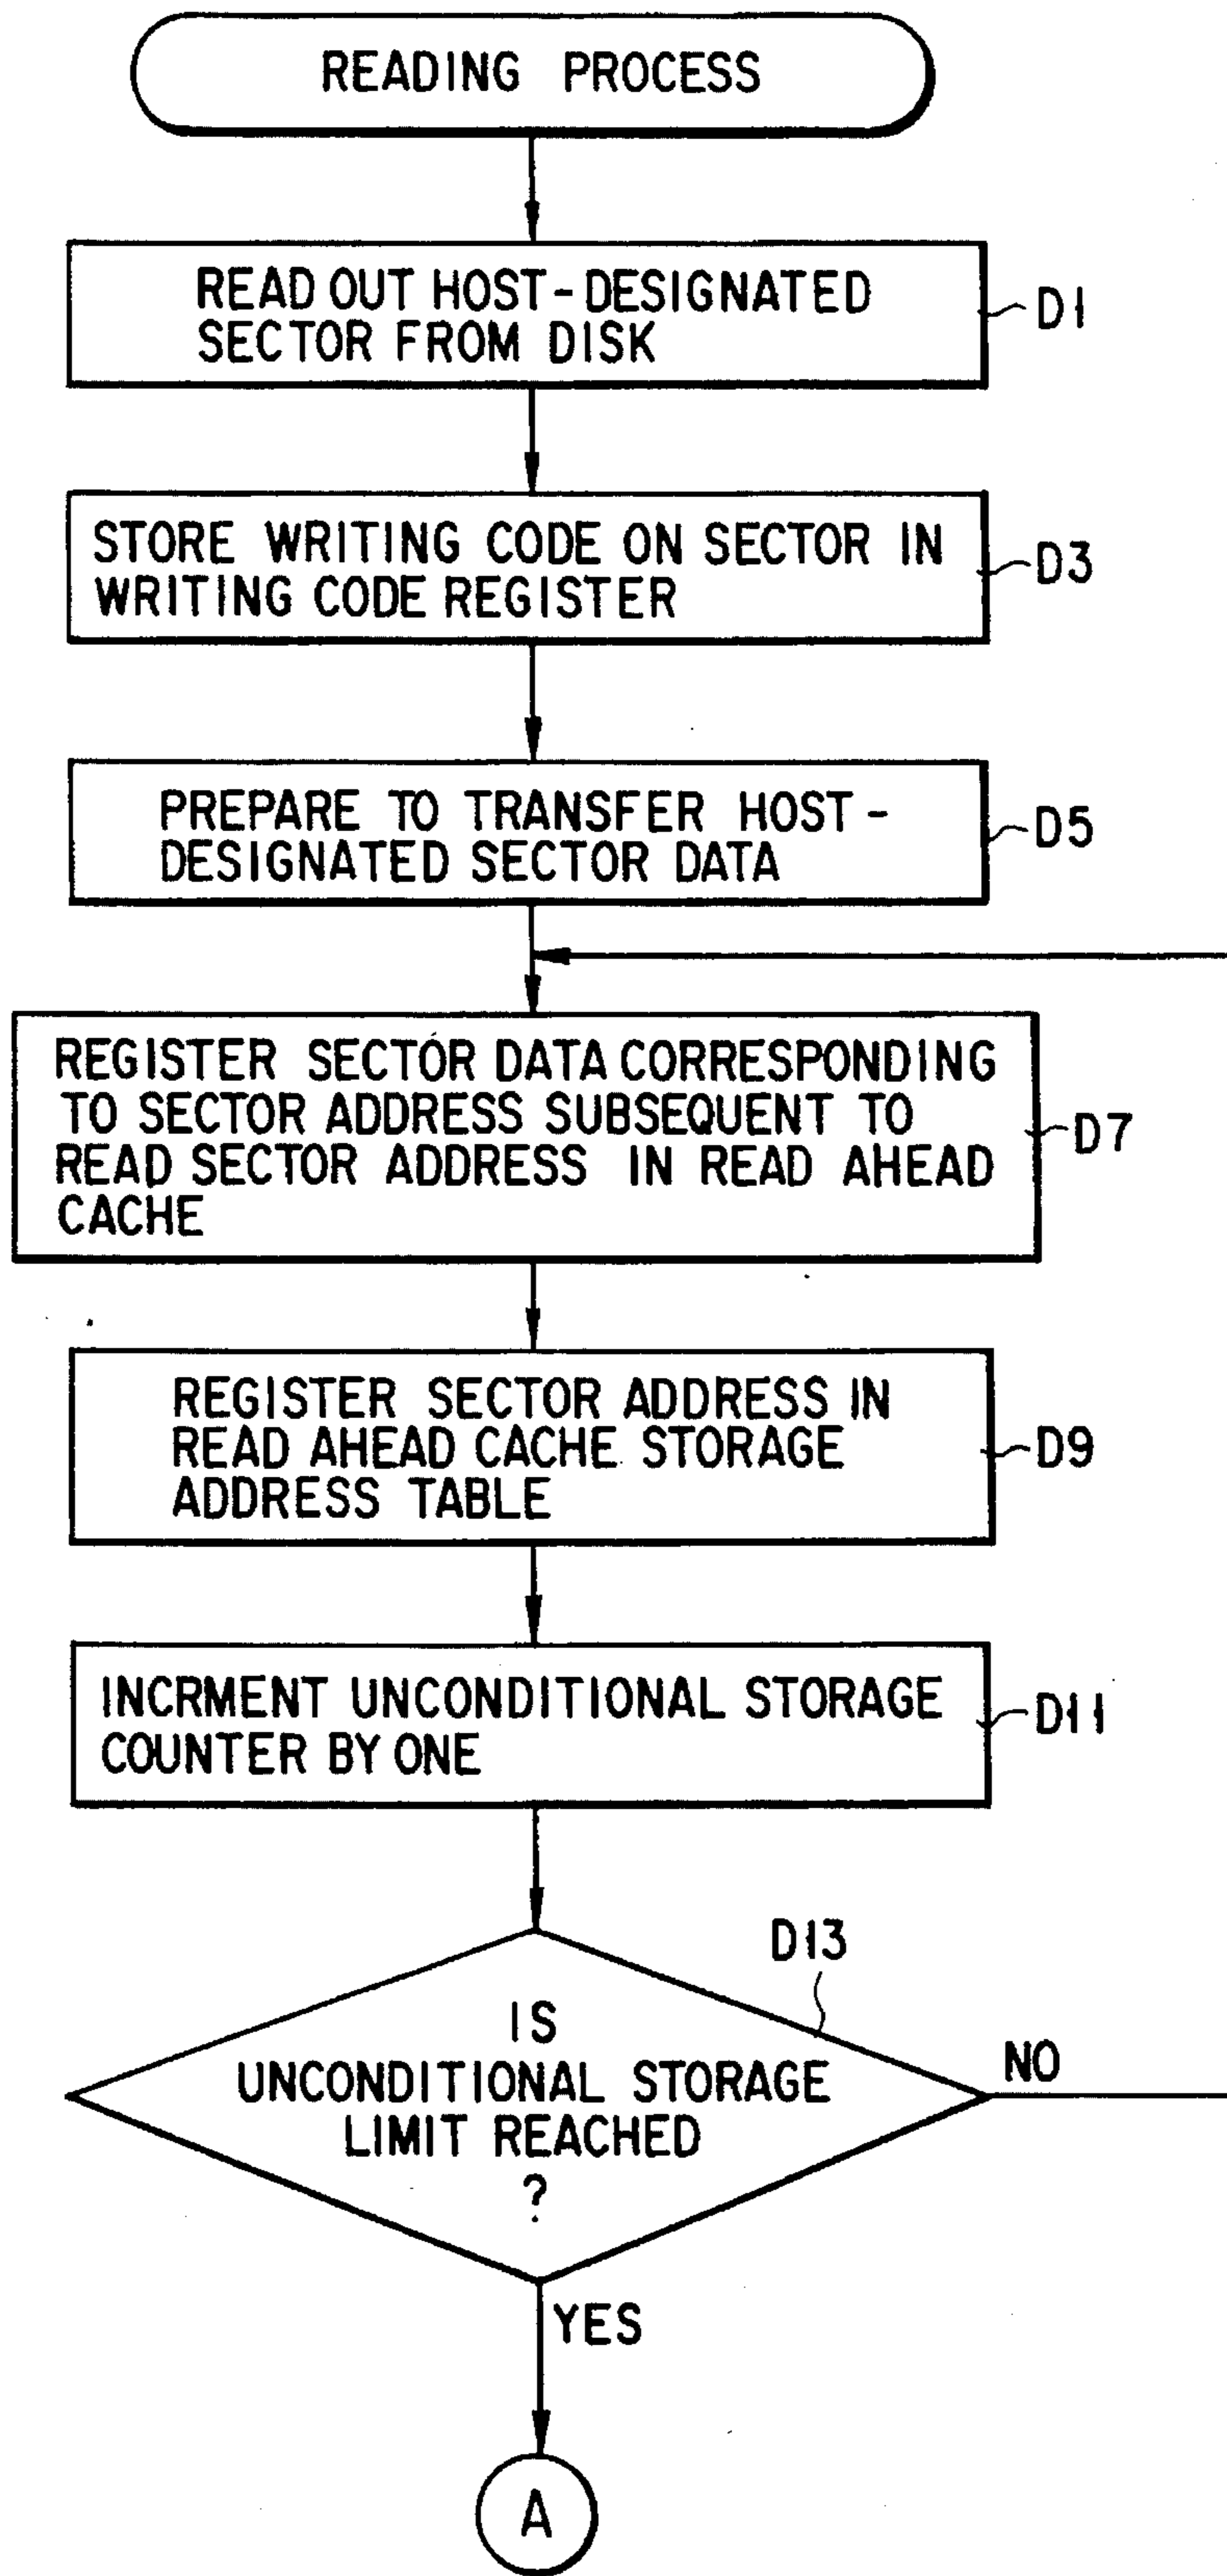 READING PROCESS
READ OUT HOST-DESIGNATED
SECTOR FROM DISK
D1
STORE WRITING CODE ON SECTOR IN
WRITING CODE REGISTER
D3
PREPARE TO TRANSFER HOST-
DESIGNATED SECTOR DATA
D5
REGISTER SECTOR DATA CORRESPONDING
TO SECTOR ADDRESS SUBSEQUENT TO
READ SECTOR ADDRESS IN READ AHEAD
CACHE
D7
REGISTER SECTOR ADDRESS IN
READ AHEAD CACHE STORAGE
ADDRESS TABLE
D9
INCRMENT UNCONDITIONAL STORAGE
COUNTER BY ONE
D11
D13
IS
UNCONDITIONAL STORAGE
LIMIT REACHED
?
NO
YES
A